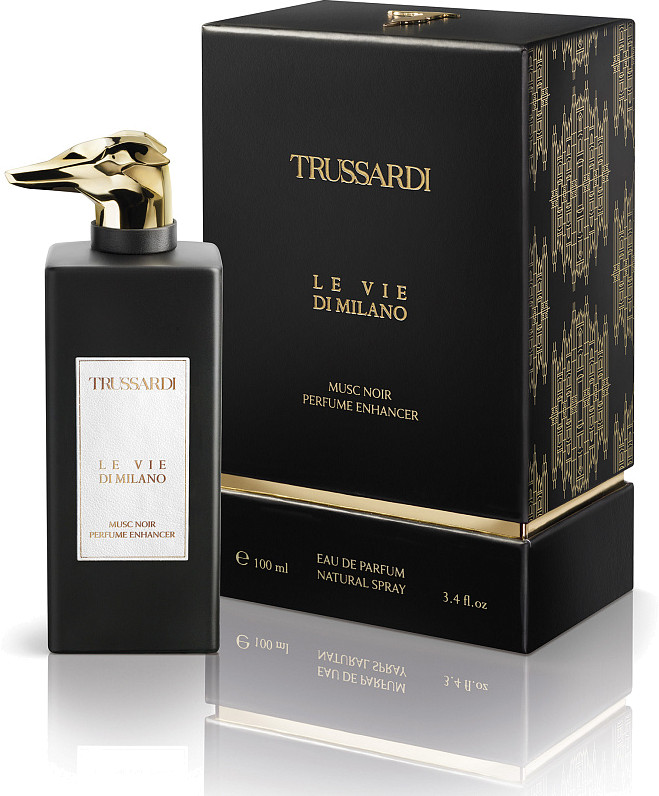 TRUSSARDI
LE VIE
DI MILANO
MUSC NOIR
PERFUME ENHANCER
TRUSSARDI
LE VIE
DI MILANO
MUSC NOIR
PERFUME ENHANCER
e 100 ml
EAU DE PARFUM
NATURAL SPRAY
3.4 fl.oz